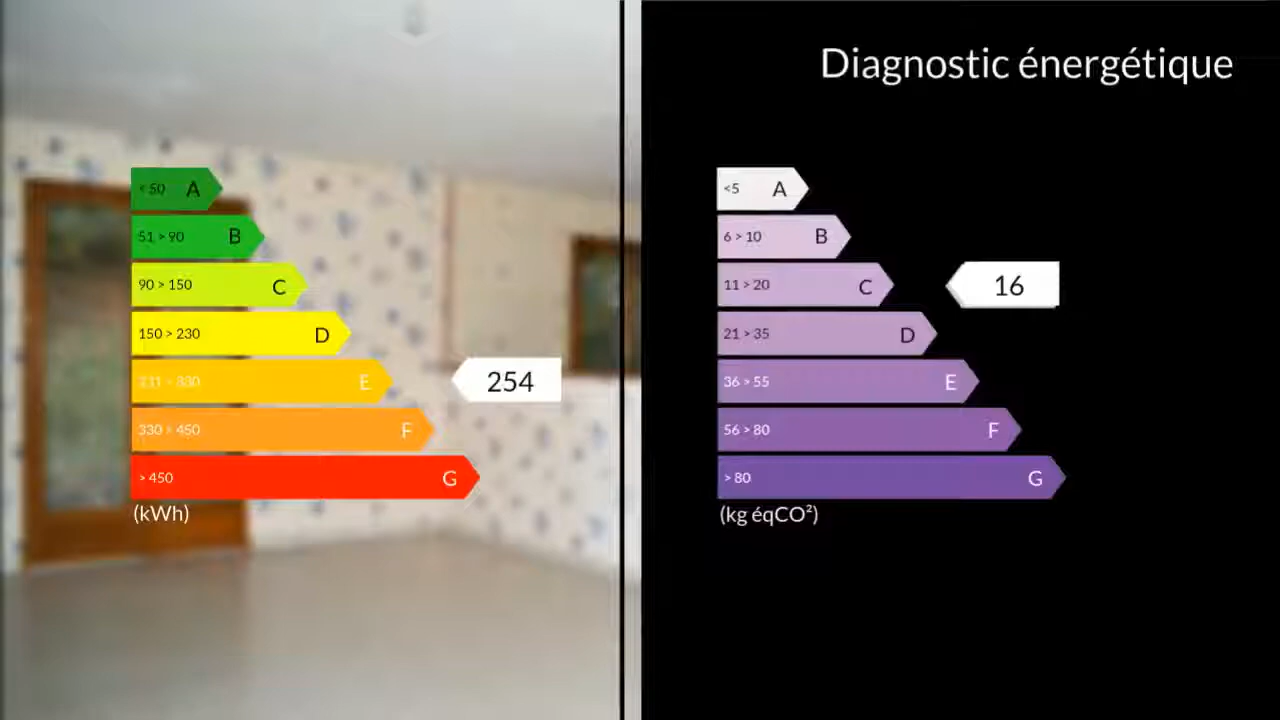 Diagnostic énergétique
< 50 A
51 > 90 B
90 > 150 C
150 > 230 D
E
254
330 > 450 F
> 450 G
(kWh)
<5 A
6 > 10 B
11 > 20 C
16
21 > 35 D
36 > 55 E
56 > 80 F
> 80 G
(kg éqCO²)